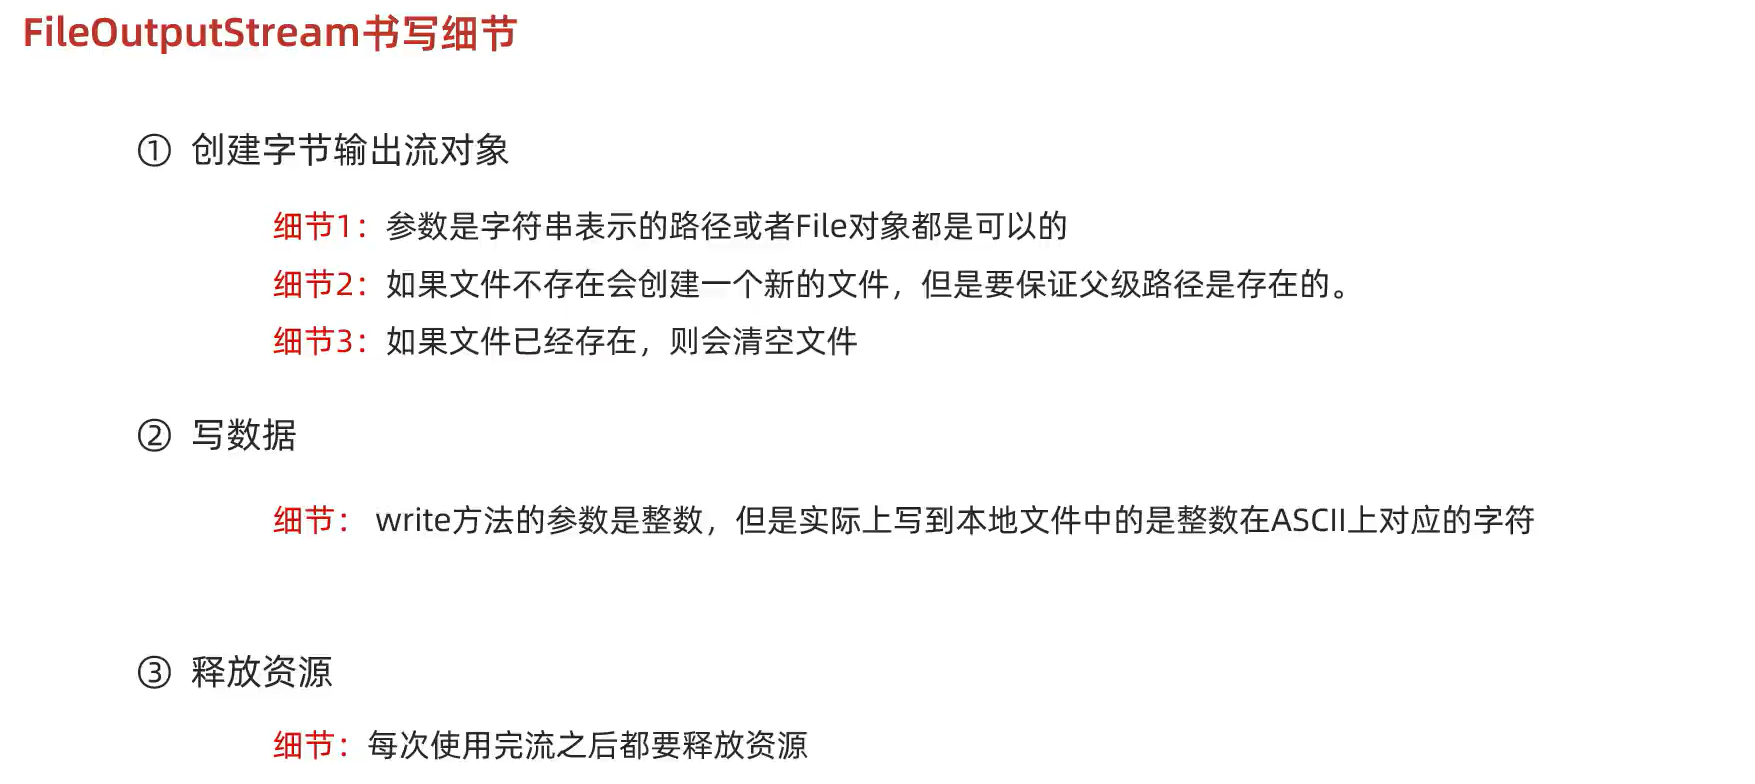 FileOutputStream书写细节
① 创建字节输出流对象
细节1：参数是字符串表示的路径或者File对象都是可以的
细节2：如果文件不存在会创建一个新的文件，但是要保证父级路径是存在的。
细节3：如果文件已经存在，则会清空文件
② 写数据
细节： write方法的参数是整数，但是实际上写到本地文件中的是整数在ASCII上对应的字符
③ 释放资源
细节：每次使用完流之后都要释放资源